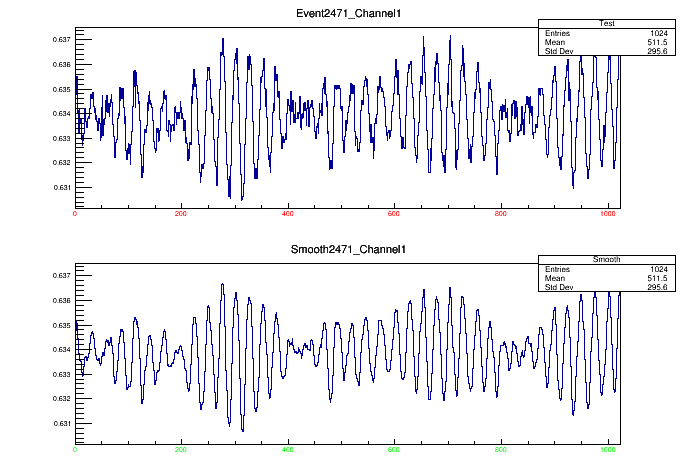 Event2471_Channel1
Test
Entries 1024
Mean 511.5
Std Dev 295.6
0.637
0.636
0.635
0.634
0.633
0.632
0.631
0 200 400 600 800 1000
Smooth2471_Channel1
Smooth
Entries 1024
Mean 511.5
Std Dev 295.6
0.637
0.636
0.635
0.634
0.633
0.632
0.631
0 200 400 600 800 1000